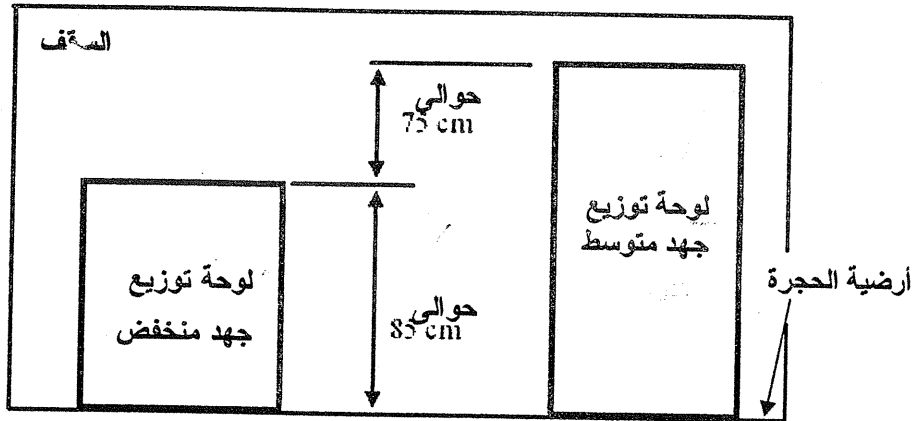 السقف
حوالي
75 cm
لوحة توزيع
جهد متوسط
أرضية الحجرة
لوحة توزيع
جهد منخفض
حوالي
85 cm